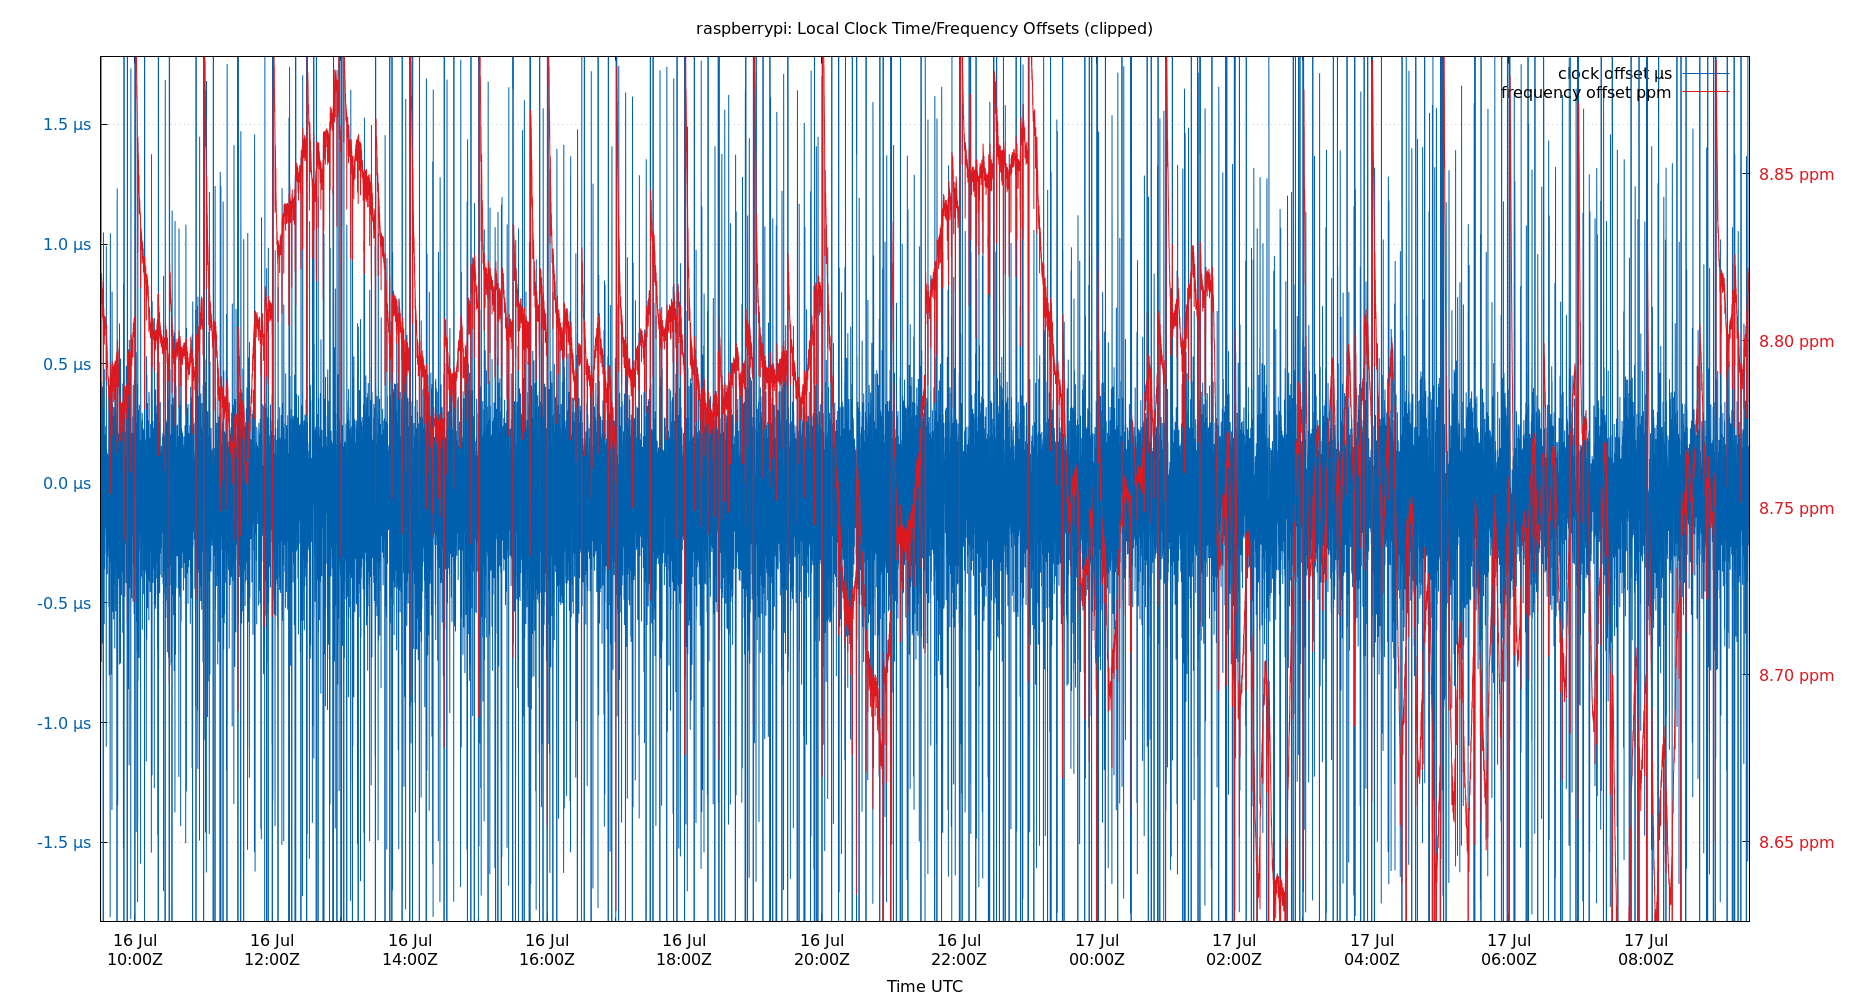 raspberrypi: Local Clock Time/Frequency Offsets (clipped)
clock offset µs
frequency offset ppm
1.5 µs
1.0 µs
0.5 µs
0.0 µs
-0.5 µs
-1.0 µs
-1.5 µs
8.85 ppm
8.80 ppm
8.75 ppm
8.70 ppm
8.65 ppm
16 Jul 16 Jul 16 Jul 16 Jul 16 Jul 16 Jul 16 Jul 17 Jul 17 Jul 17 Jul 17 Jul 17 Jul
10:00Z 12:00Z 14:00Z 16:00Z 18:00Z 20:00Z 22:00Z 00:00Z 02:00Z 04:00Z 06:00Z 08:00Z
Time UTC